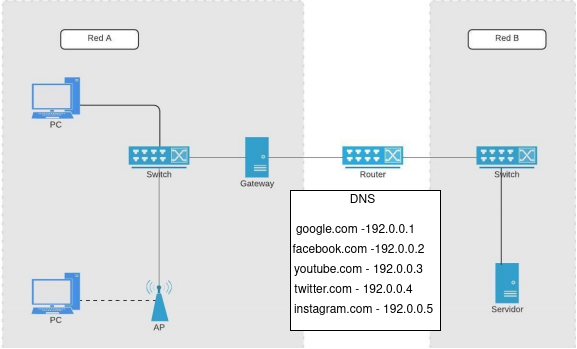 Red A
Red B
PC
Switch
Gateway
Router
Switch
DNS
google.com -192.0.0.1
facebook.com -192.0.0.2
youtube.com - 192.0.0.3
twitter.com - 192.0.0.4
instagram.com - 192.0.0.5
PC
AP
Servidor